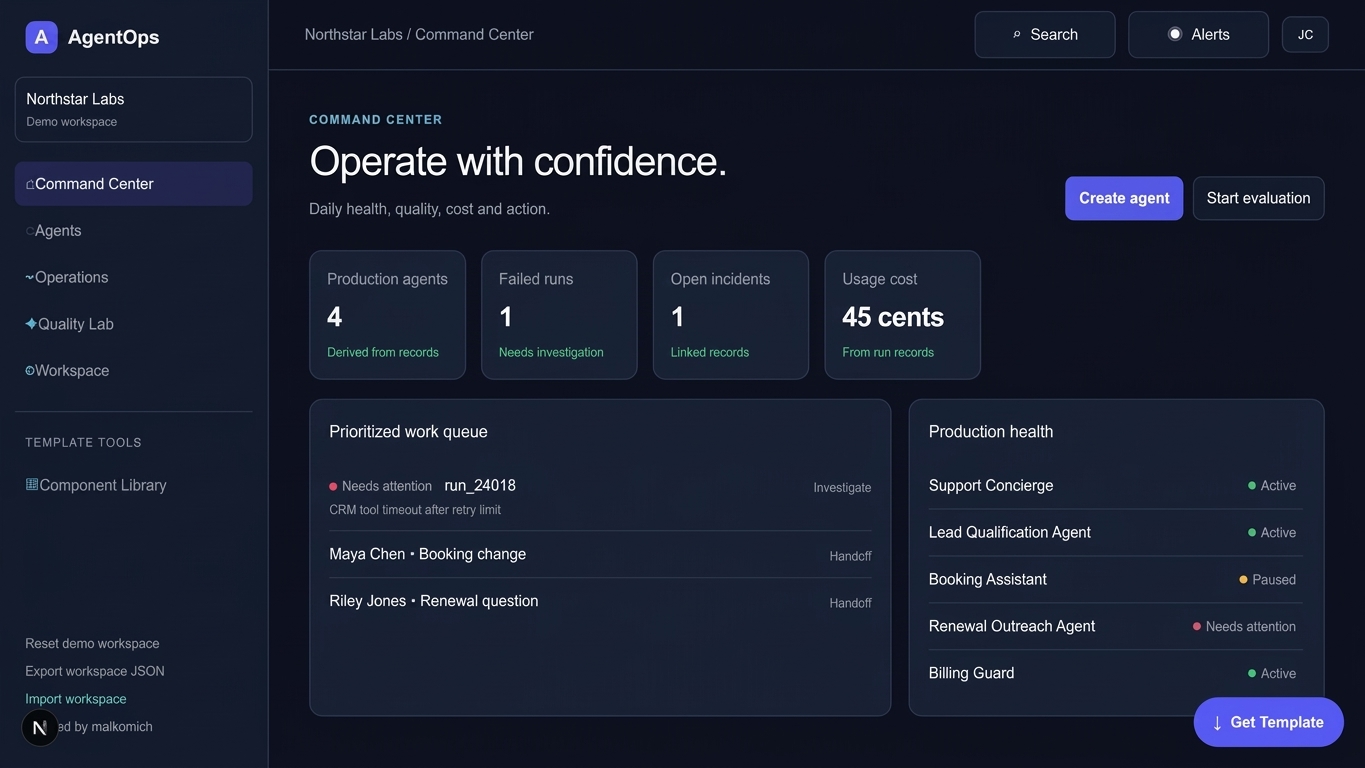 A AgentOps
Northstar Labs
Demo workspace
Command Center
Agents
Operations
Quality Lab
Workspace
TEMPLATE TOOLS
Component Library
Reset demo workspace
Export workspace JSON
Import workspace
N
by malkomich
Northstar Labs / Command Center
Search
Alerts
JC
COMMAND CENTER
Operate with confidence.
Daily health, quality, cost and action.
Create agent
Start evaluation
Production agents
4
Derived from records
Failed runs
1
Needs investigation
Open incidents
1
Linked records
Usage cost
45 cents
From run records
Prioritized work queue
Needs attention run_24018 Investigate
CRM tool timeout after retry limit
Maya Chen · Booking change Handoff
Riley Jones · Renewal question Handoff
Production health
Support Concierge Active
Lead Qualification Agent Active
Booking Assistant Paused
Renewal Outreach Agent Needs attention
Billing Guard Active
↓ Get Template